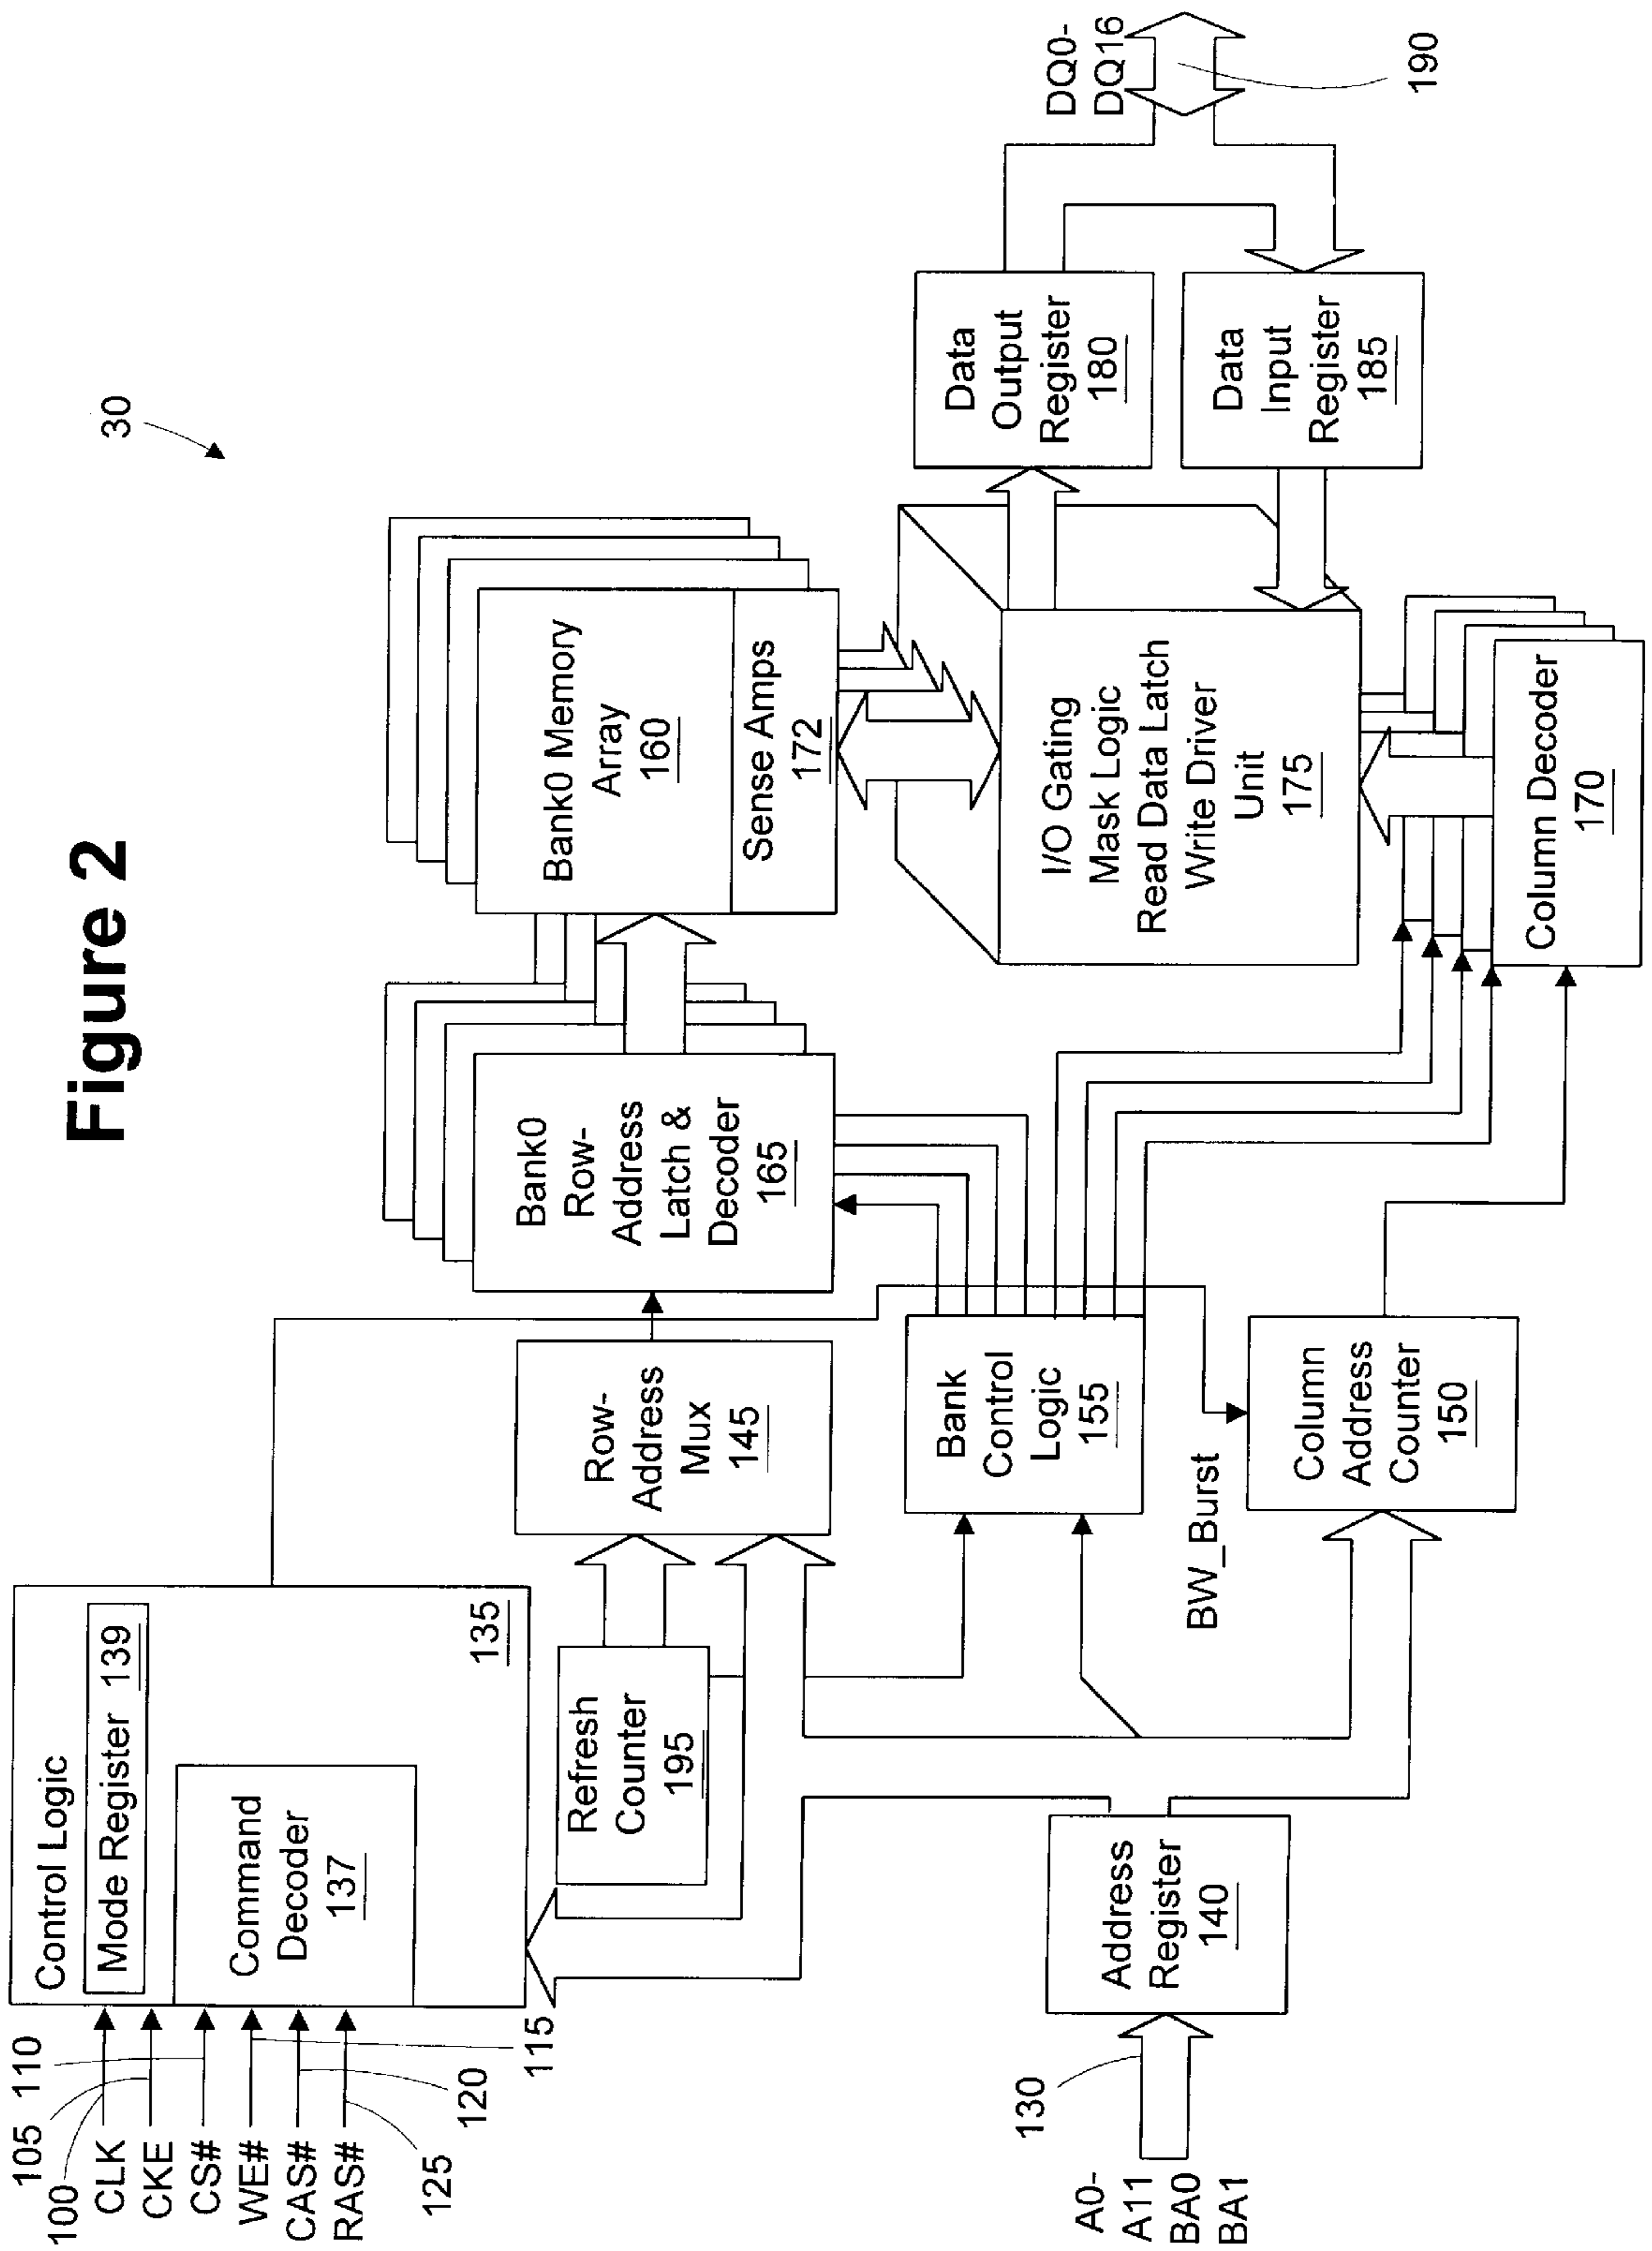 Figure 2
30
105
100
110
CLK
CKE
CS#
WE#
CAS#
RAS#
125
120
115
Control Logic
Mode Register 139
Command
Decoder
137
135
Refresh
Counter
195
Row-
Address
Mux
145
Bank0
Row-
Address
Latch &
Decoder
165
Bank0 Memory
Array
160
Sense Amps
172
A0-
A11
BA0
BA1
130
Address
Register
140
Bank
Control
Logic
155
BW_Burst
Column
Address
Counter
150
I/O Gating
Mask Logic
Read Data Latch
Write Driver
Unit
175
Column Decoder
170
Data
Output
Register
180
Data
Input
Register
185
DQ0-
DQ16
190